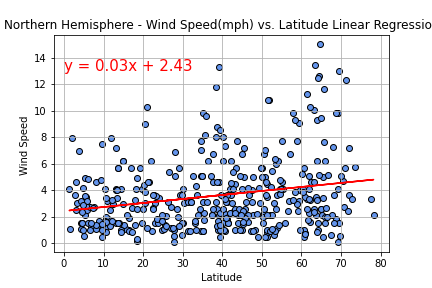 Northern Hemisphere - Wind Speed(mph) vs. Latitude Linear Regressio
y = 0.03x + 2.43
Wind Speed
14
12
10
8
6
4
2
0
0 10 20 30 40 50 60 70 80
Latitude